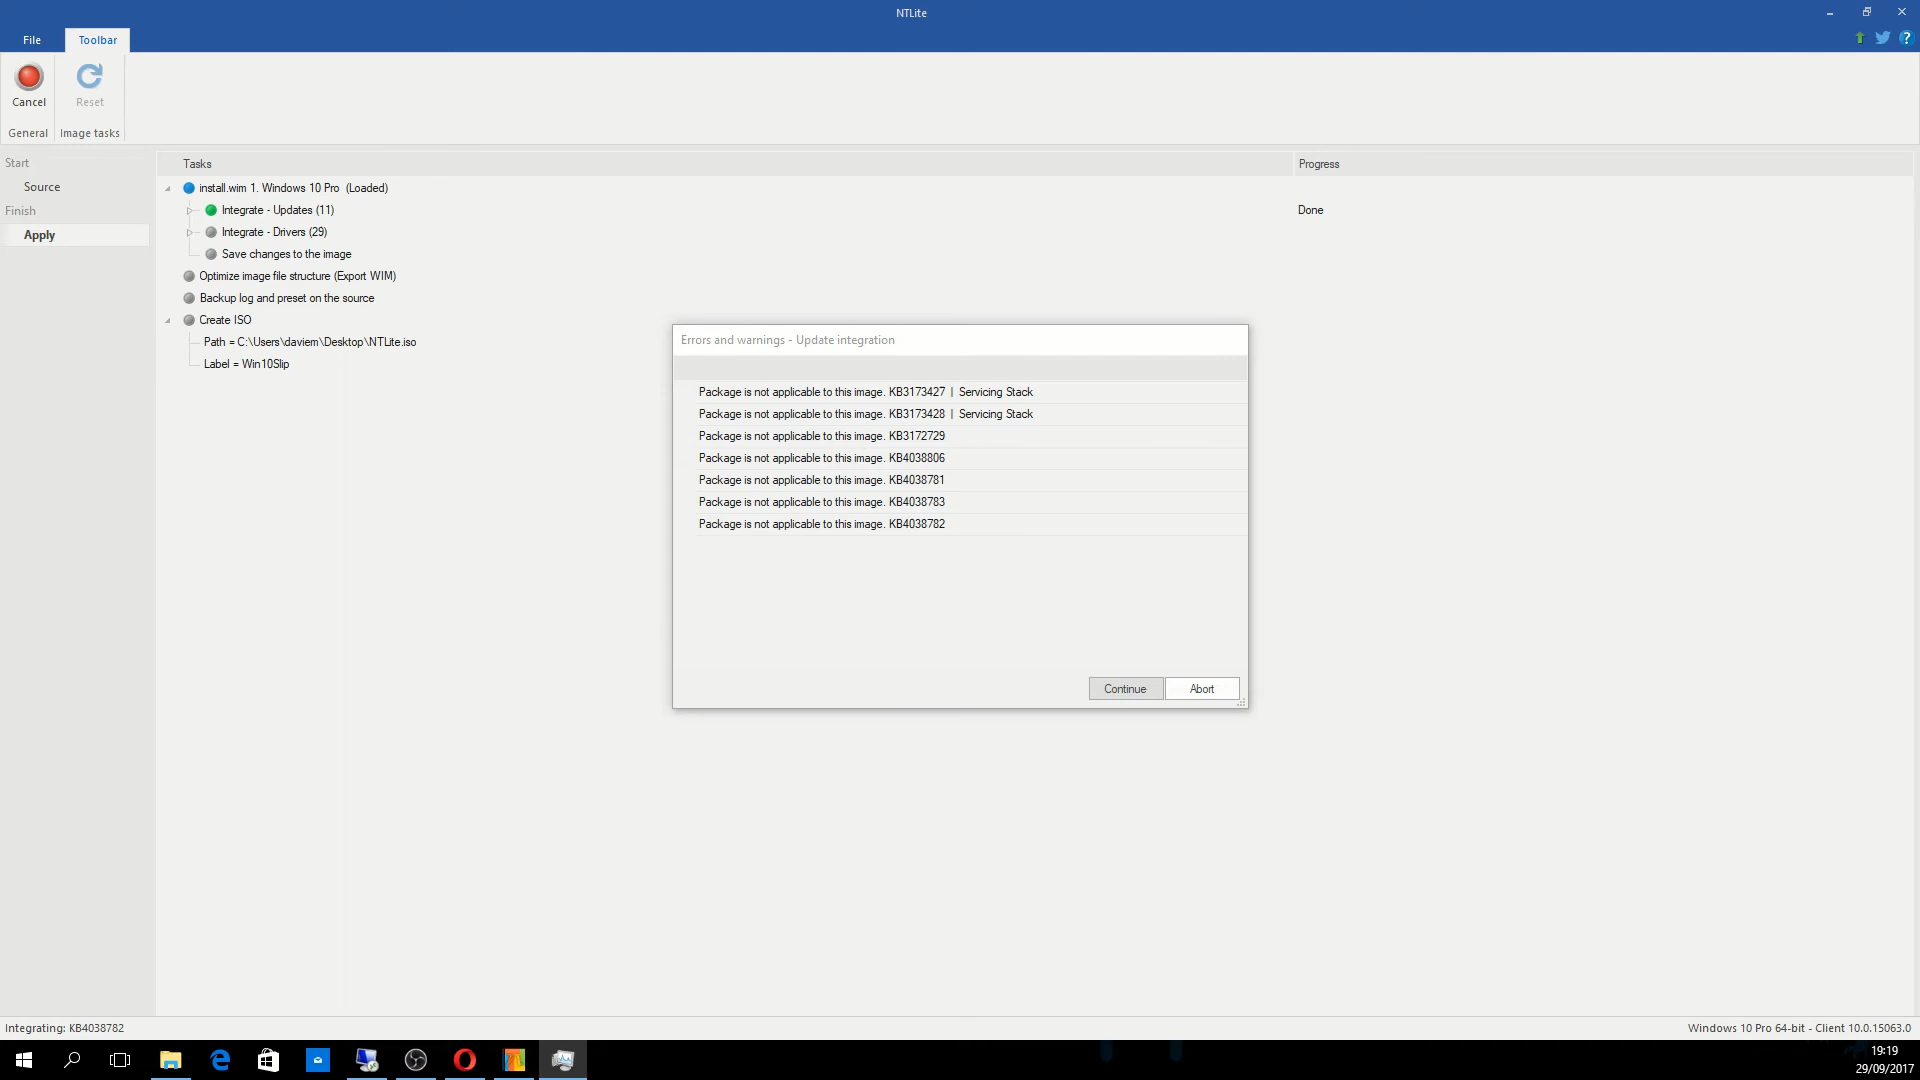 NTLite
File
Toolbar
Cancel
Reset
General
Image tasks
Start
Source
Finish
Apply
Tasks
Progress
install.wim 1. Windows 10 Pro (Loaded)
Integrate - Updates (11)
Done
Integrate - Drivers (29)
Save changes to the image
Optimize image file structure (Export WIM)
Backup log and preset on the source
Create ISO
Path = C:\Users\daviem\Desktop\NTLite.iso
Label = Win10Slip
Errors and warnings - Update integration
Package is not applicable to this image. KB3173427 | Servicing Stack
Package is not applicable to this image. KB3173428 | Servicing Stack
Package is not applicable to this image. KB3172729
Package is not applicable to this image. KB4038806
Package is not applicable to this image. KB4038781
Package is not applicable to this image. KB4038783
Package is not applicable to this image. KB4038782
Continue
Abort
Integrating: KB4038782
Windows 10 Pro 64-bit - Client 10.0.15063.0
19:19
29/09/2017